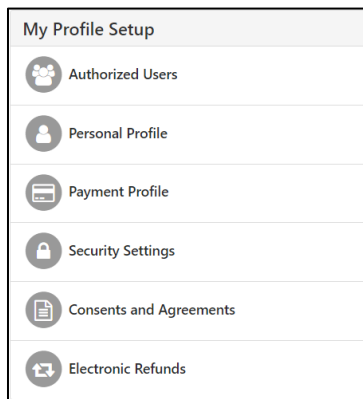 My Profile Setup
Authorized Users
Personal Profile
Payment Profile
Security Settings
Consents and Agreements
Electronic Refunds